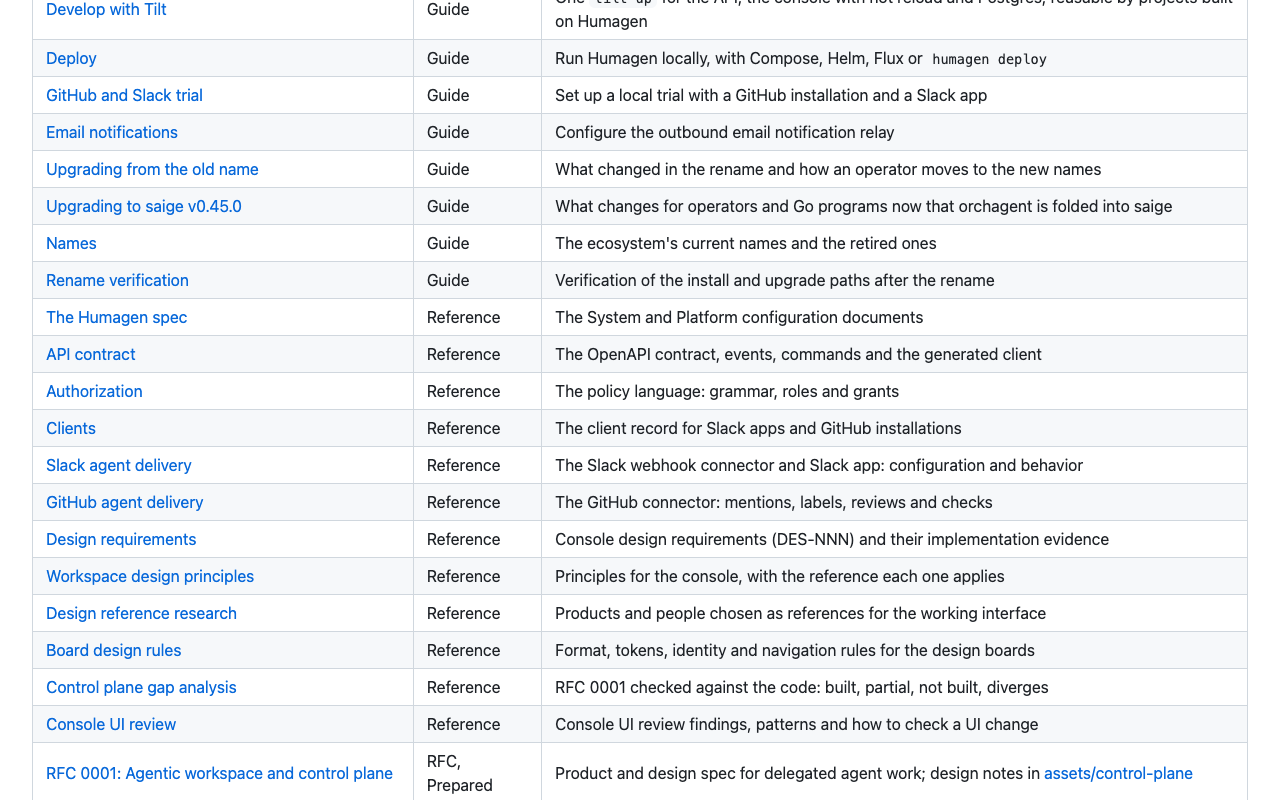 Develop with Tilt Guide One till up for the API, the console with hot reload and Postgres, reusable by projects built
on Humagen
Deploy Guide Run Humagen locally, with Compose, Helm, Flux or humagen deploy
GitHub and Slack trial Guide Set up a local trial with a GitHub installation and a Slack app
Email notifications Guide Configure the outbound email notification relay
Upgrading from the old name Guide What changed in the rename and how an operator moves to the new names
Upgrading to saige v0.45.0 Guide What changes for operators and Go programs now that orchagent is folded into saige
Names Guide The ecosystem's current names and the retired ones
Rename verification Guide Verification of the install and upgrade paths after the rename
The Humagen spec Reference The System and Platform configuration documents
API contract Reference The OpenAPI contract, events, commands and the generated client
Authorization Reference The policy language: grammar, roles and grants
Clients Reference The client record for Slack apps and GitHub installations
Slack agent delivery Reference The Slack webhook connector and Slack app: configuration and behavior
GitHub agent delivery Reference The GitHub connector: mentions, labels, reviews and checks
Design requirements Reference Console design requirements (DES-NNN) and their implementation evidence
Workspace design principles Reference Principles for the console, with the reference each one applies
Design reference research Reference Products and people chosen as references for the working interface
Board design rules Reference Format, tokens, identity and navigation rules for the design boards
Control plane gap analysis Reference RFC 0001 checked against the code: built, partial, not built, diverges
Console UI review Reference Console UI review findings, patterns and how to check a UI change
RFC 0001: Agentic workspace and control plane RFC, Prepared Product and design spec for delegated agent work; design notes in assets/control-plane